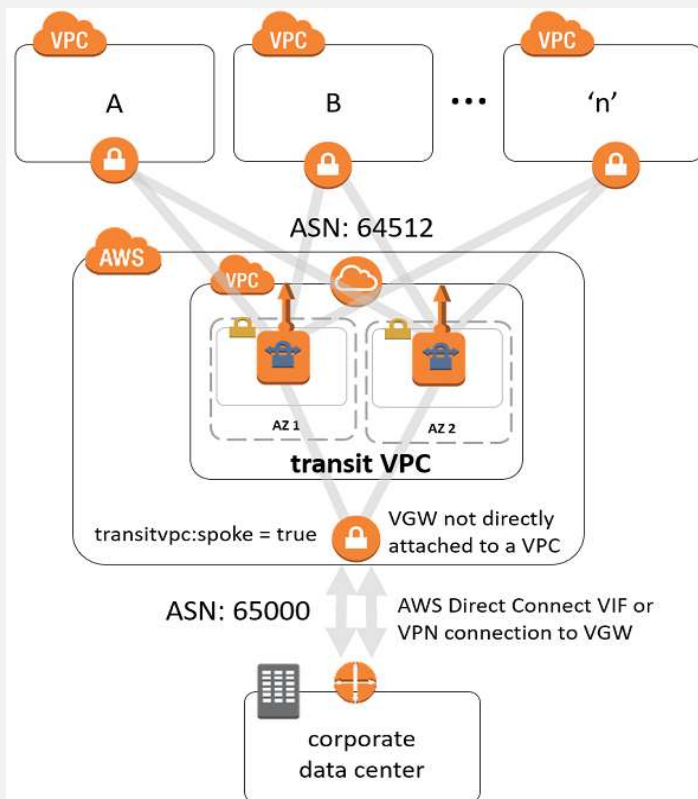 VPC
VPC
VPC
A
B
...
‘n’
ASN: 64512
AWS
VPC
AZ 1
AZ 2
transit VPC
transitvpc:spoke = true
VGW not directly
attached to a VPC
ASN: 65000
AWS Direct Connect VIF or
VPN connection to VGW
corporate
data center